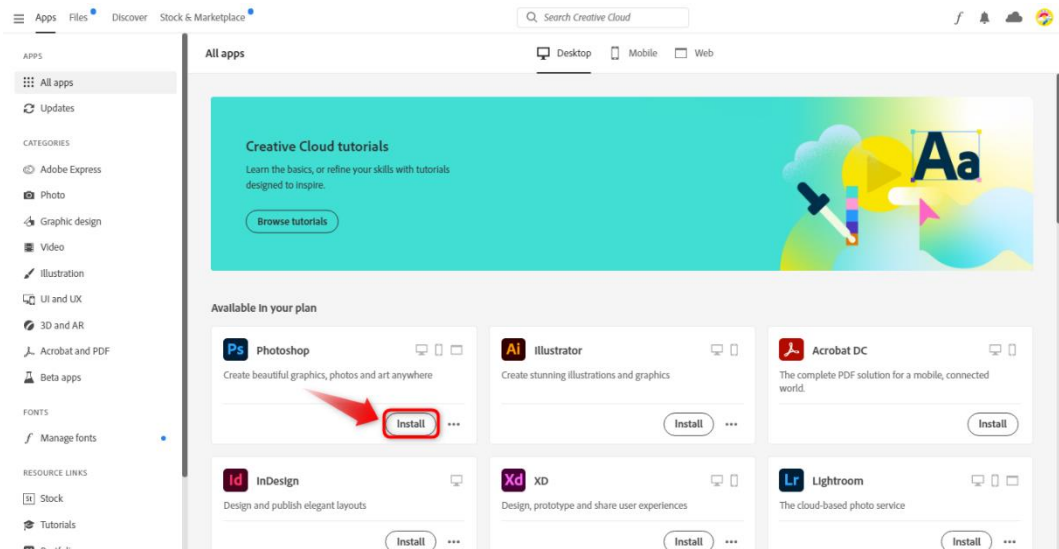 Apps Files Discover Stock & Marketplace
Search Creative Cloud
APPS
All apps
Updates
CATEGORIES
Adobe Express
Photo
Graphic design
Video
Illustration
UI and UX
3D and AR
Acrobat and PDF
Beta apps
FONTS
Manage fonts
RESOURCE LINKS
St Stock
Tutorials
All apps
Desktop Mobile Web
Creative Cloud tutorials
Learn the basics, or refine your skills with tutorials
designed to inspire.
Browse tutorials
Aa
Available in your plan
Ps Photoshop
Create beautiful graphics, photos and art anywhere
Install
Ai Illustrator
Create stunning illustrations and graphics
Install
Acrobat DC
The complete PDF solution for a mobile, connected
world.
Install
Id InDesign
Design and publish elegant layouts
Install
Xd XD
Design, prototype and share user experiences
Install
Lr Lightroom
The cloud-based photo service
Install